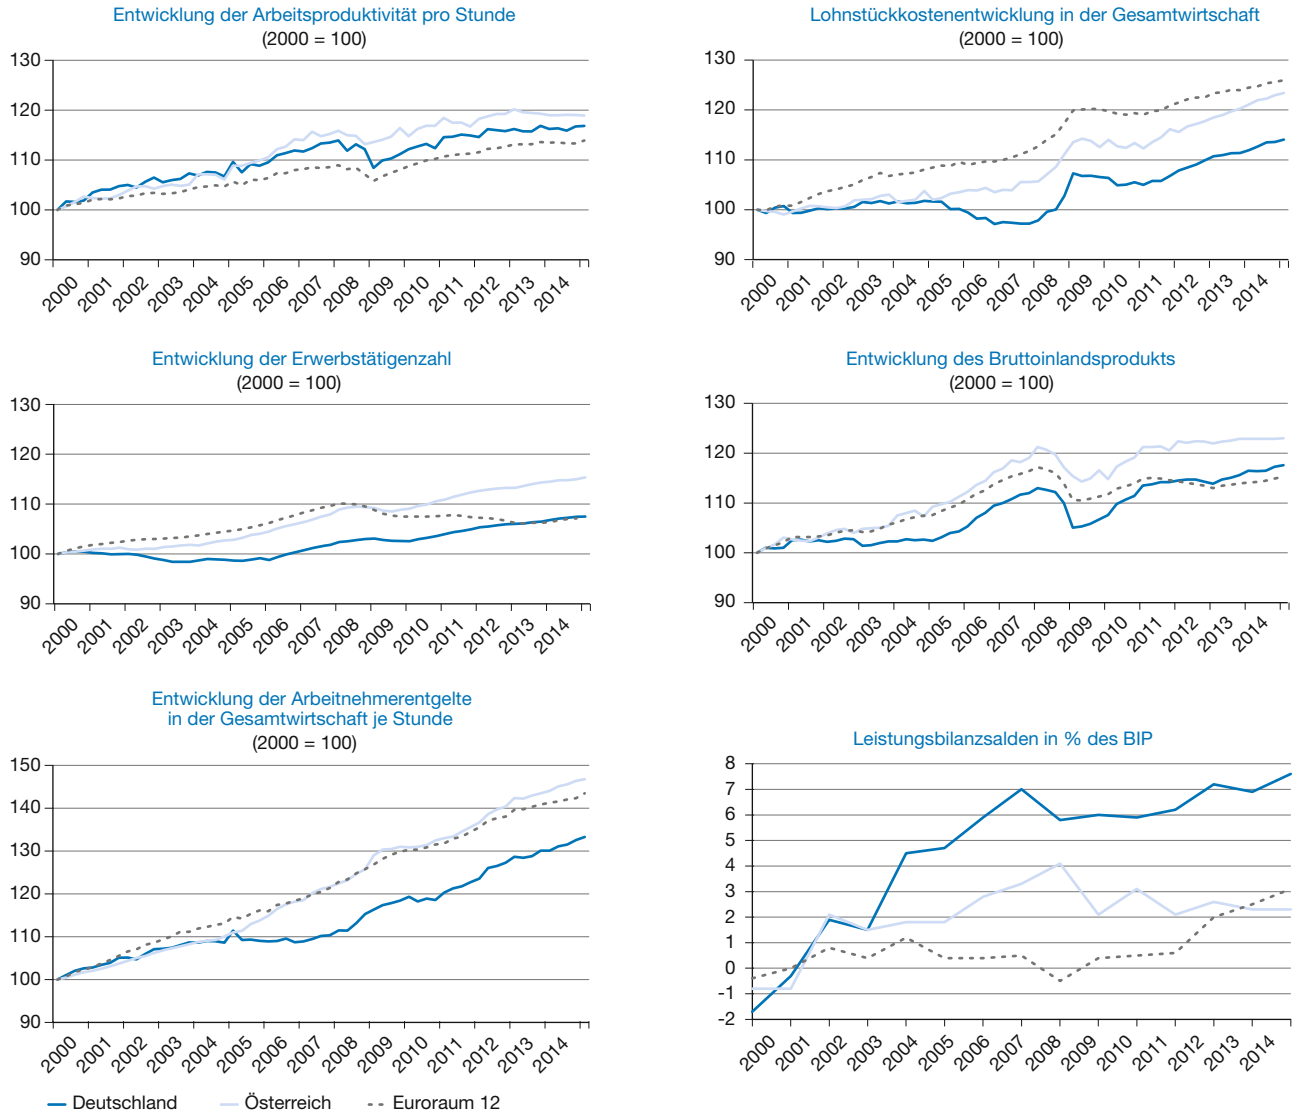 Entwicklung der Arbeitsproduktivität pro Stunde
(2000 = 100)
130
120
110
100
90
2000 2001 2002 2003 2004 2005 2006 2007 2008 2009 2010 2011 2012 2013 2014
Lohnstückkostenentwicklung in der Gesamtwirtschaft
(2000 = 100)
130
120
110
100
90
2000 2001 2002 2003 2004 2005 2006 2007 2008 2009 2010 2011 2012 2013 2014
Entwicklung der Erwerbstätigenzahl
(2000 = 100)
130
120
110
100
90
2000 2001 2002 2003 2004 2005 2006 2007 2008 2009 2010 2011 2012 2013 2014
Entwicklung des Bruttoinlandsprodukts
(2000 = 100)
130
120
110
100
90
2000 2001 2002 2003 2004 2005 2006 2007 2008 2009 2010 2011 2012 2013 2014
Entwicklung der Arbeitnehmerentgelte
in der Gesamtwirtschaft je Stunde
(2000 = 100)
150
140
130
120
110
100
90
2000 2001 2002 2003 2004 2005 2006 2007 2008 2009 2010 2011 2012 2013 2014
Leistungsbilanzsalden in % des BIP
8
7
6
5
4
3
2
1
0
-1
-2
2000 2001 2002 2003 2004 2005 2006 2007 2008 2009 2010 2011 2012 2013 2014
Deutschland Österreich Euroraum 12